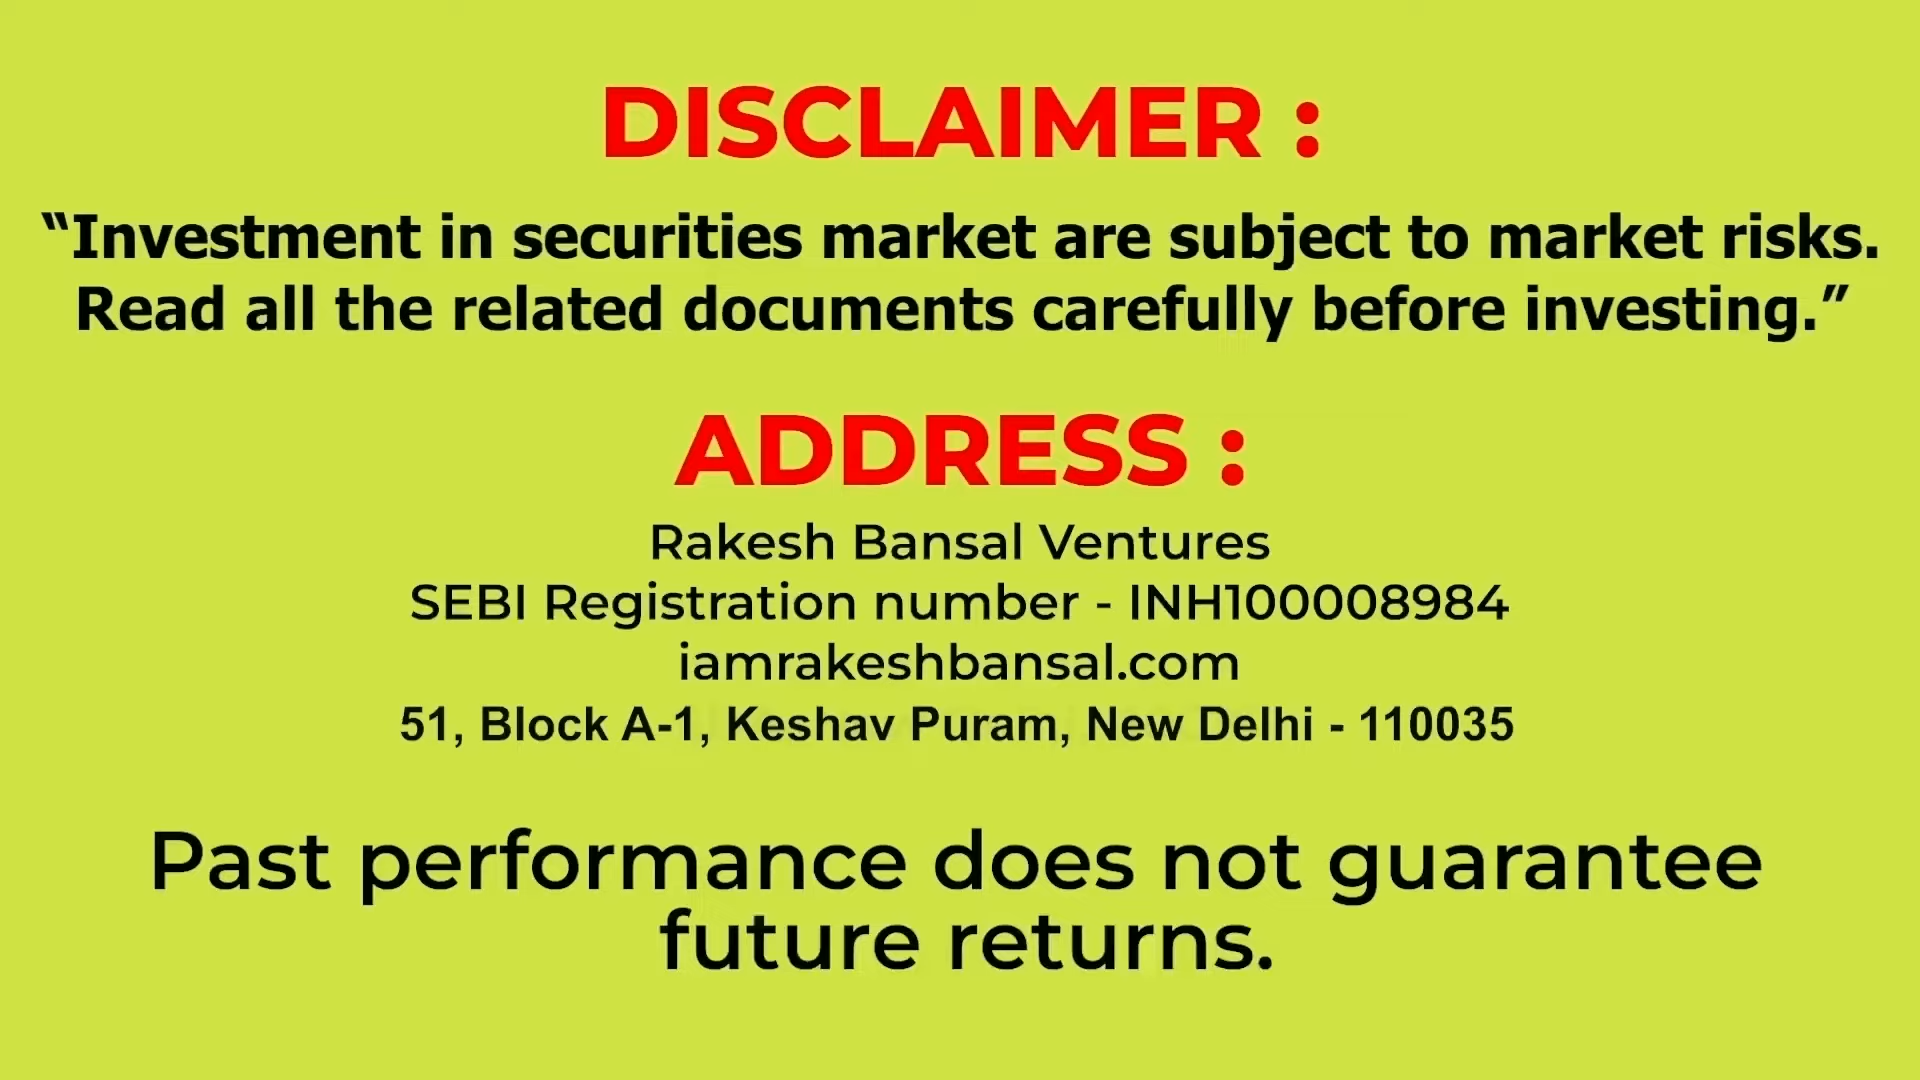 DISCLAIMER :
“Investment in securities market are subject to market risks.
Read all the related documents carefully before investing.”
ADDRESS :
Rakesh Bansal Ventures
SEBI Registration number - INH100008984
iamrakeshbansal.com
51, Block A-1, Keshav Puram, New Delhi - 110035
Past performance does not guarantee
future returns.